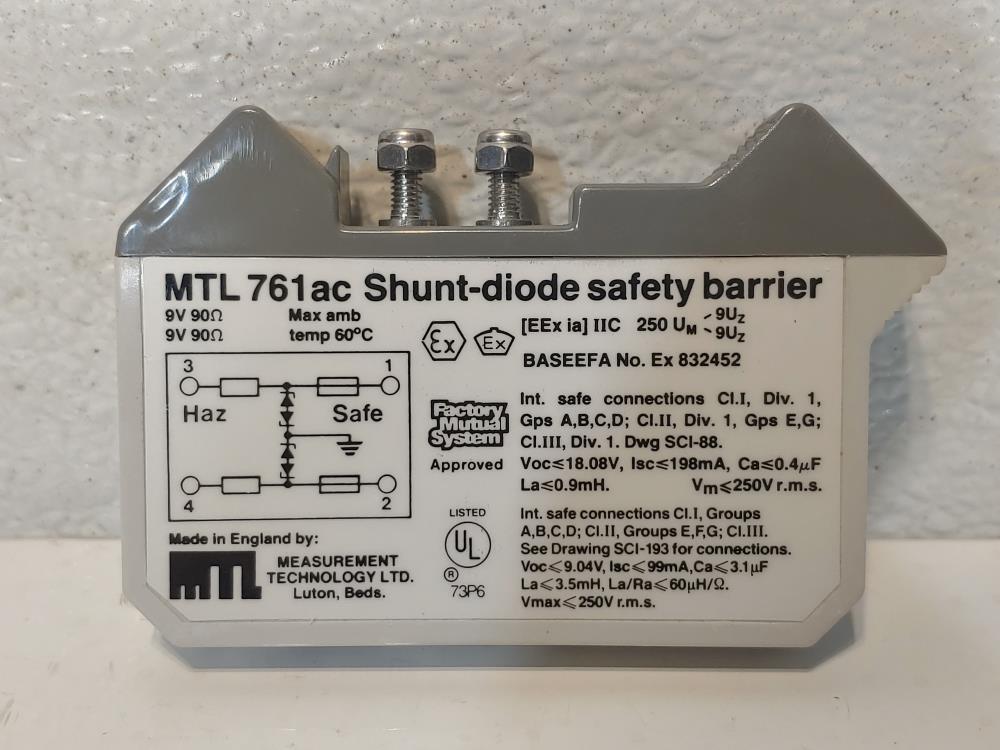 MTL 761ac Shunt-diode safety barrier
9V 90Ω Max amb
9V 90Ω temp 60°C
Ex
Ex
[EEx ia] IIC 250 UM 9UZ
9UZ
BASEEFA No. Ex 832452
3 1
Haz Safe
4 2
Factory
Mutual
System
Approved
Int. safe connections Cl.I, Div. 1,
Gps A,B,C,D; Cl.II, Div. 1, Gps E,G;
Cl.III, Div. 1. Dwg SCI-88.
Voc≤18.08V, Isc≤198mA, Ca≤0.4μF
La≤0.9mH. Vm≤250V r.m.s.
Made in England by:
MTL
MEASUREMENT
TECHNOLOGY LTD.
Luton, Beds.
LISTED
UL
®
73P6
Int. safe connections Cl.I, Groups
A,B,C,D; Cl.II, Groups E,F,G; Cl.III.
See Drawing SCI-193 for connections.
Voc≤9.04V, Isc≤99mA,Ca≤3.1μF
La≤3.5mH, La/Ra≤60μH/Ω.
Vmax≤250V r.m.s.